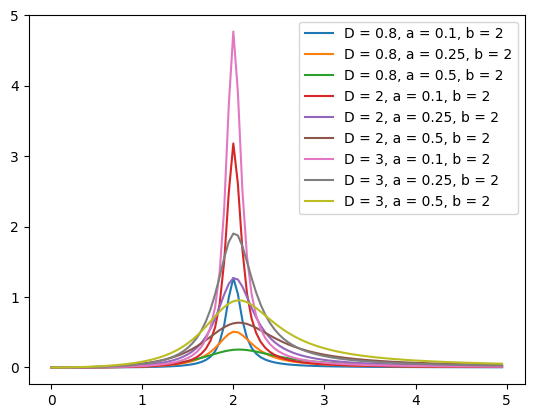 5
4
3
2
1
0
0 1 2 3 4 5
D = 0.8, a = 0.1, b = 2
D = 0.8, a = 0.25, b = 2
D = 0.8, a = 0.5, b = 2
D = 2, a = 0.1, b = 2
D = 2, a = 0.25, b = 2
D = 2, a = 0.5, b = 2
D = 3, a = 0.1, b = 2
D = 3, a = 0.25, b = 2
D = 3, a = 0.5, b = 2